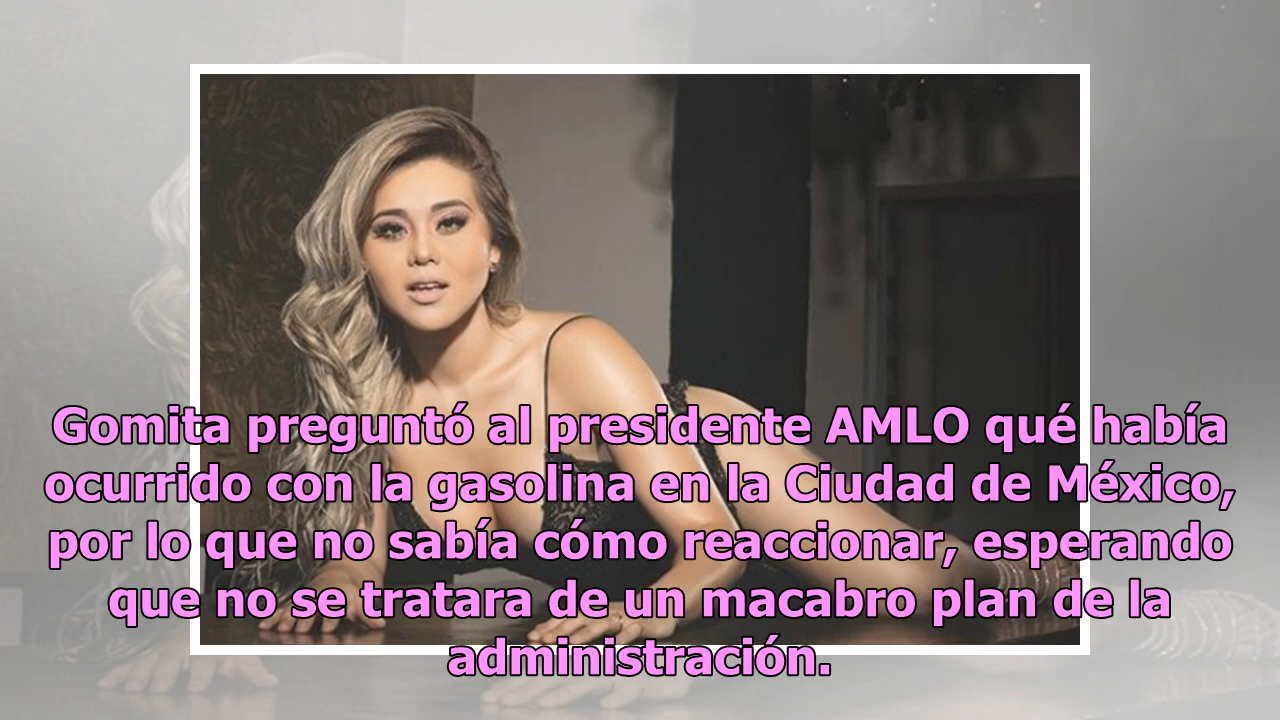 Gomita preguntó al presidente AMLO qué había
ocurrido con la gasolina en la Ciudad de México,
por lo que no sabía cómo reaccionar, esperando
que no se tratara de un macabro plan de la
administración.